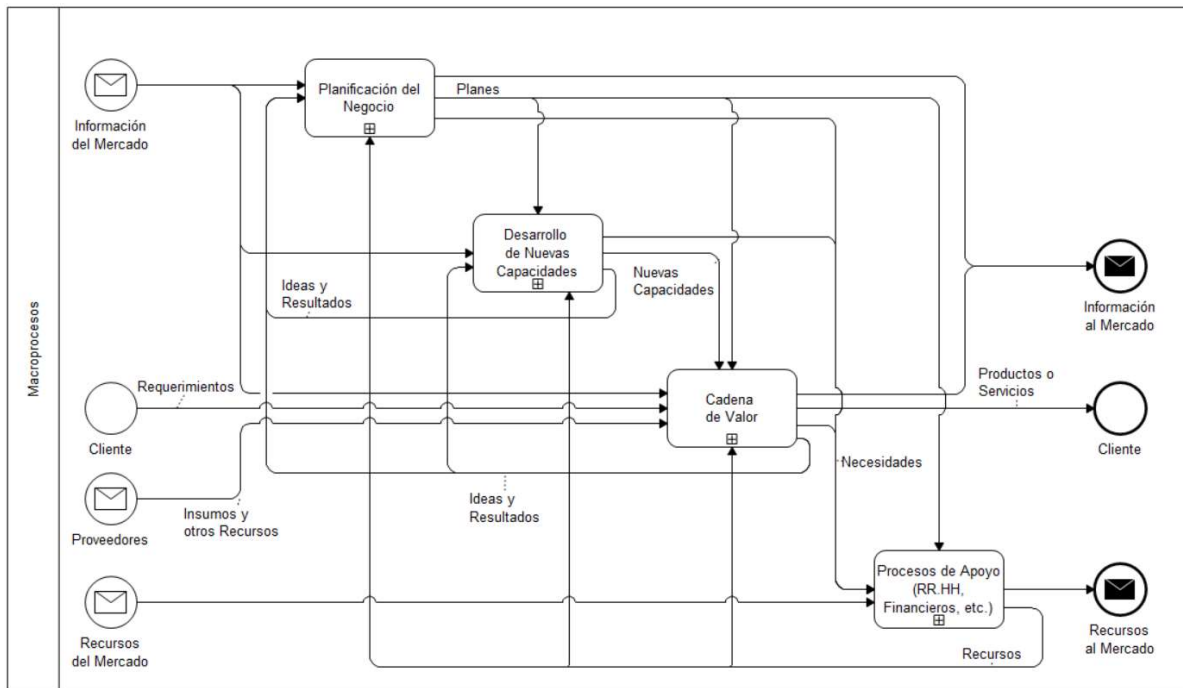 Macroprocesos
Información
del Mercado
Planificación del
Negocio
Planes
Desarrollo
de Nuevas
Capacidades
Ideas y
Resultados
Nuevas
Capacidades
Información
al Mercado
Requerimientos
Cliente
Cadena
de Valor
Productos o
Servicios
Cliente
Insumos y
otros Recursos
Proveedores
Ideas y
Resultados
Necesidades
Procesos de Apoyo
(RR.HH,
Financieros, etc.)
Recursos
del Mercado
Recursos
Recursos
al Mercado